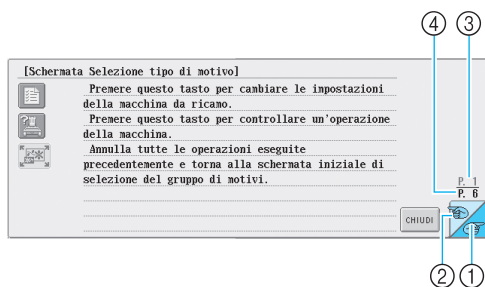 ④ ③
[Schermata Selezione tipo di motivo]
Premere questo tasto per cambiare le impostazioni
della macchina da ricamo.
Premere questo tasto per controllare un'operazione
della macchina.
Annulla tutte le operazioni eseguite
precedentemente e torna alla schermata iniziale di
selezione del gruppo di motivi.
P. 1
P. 6
CHIUDI
② ①